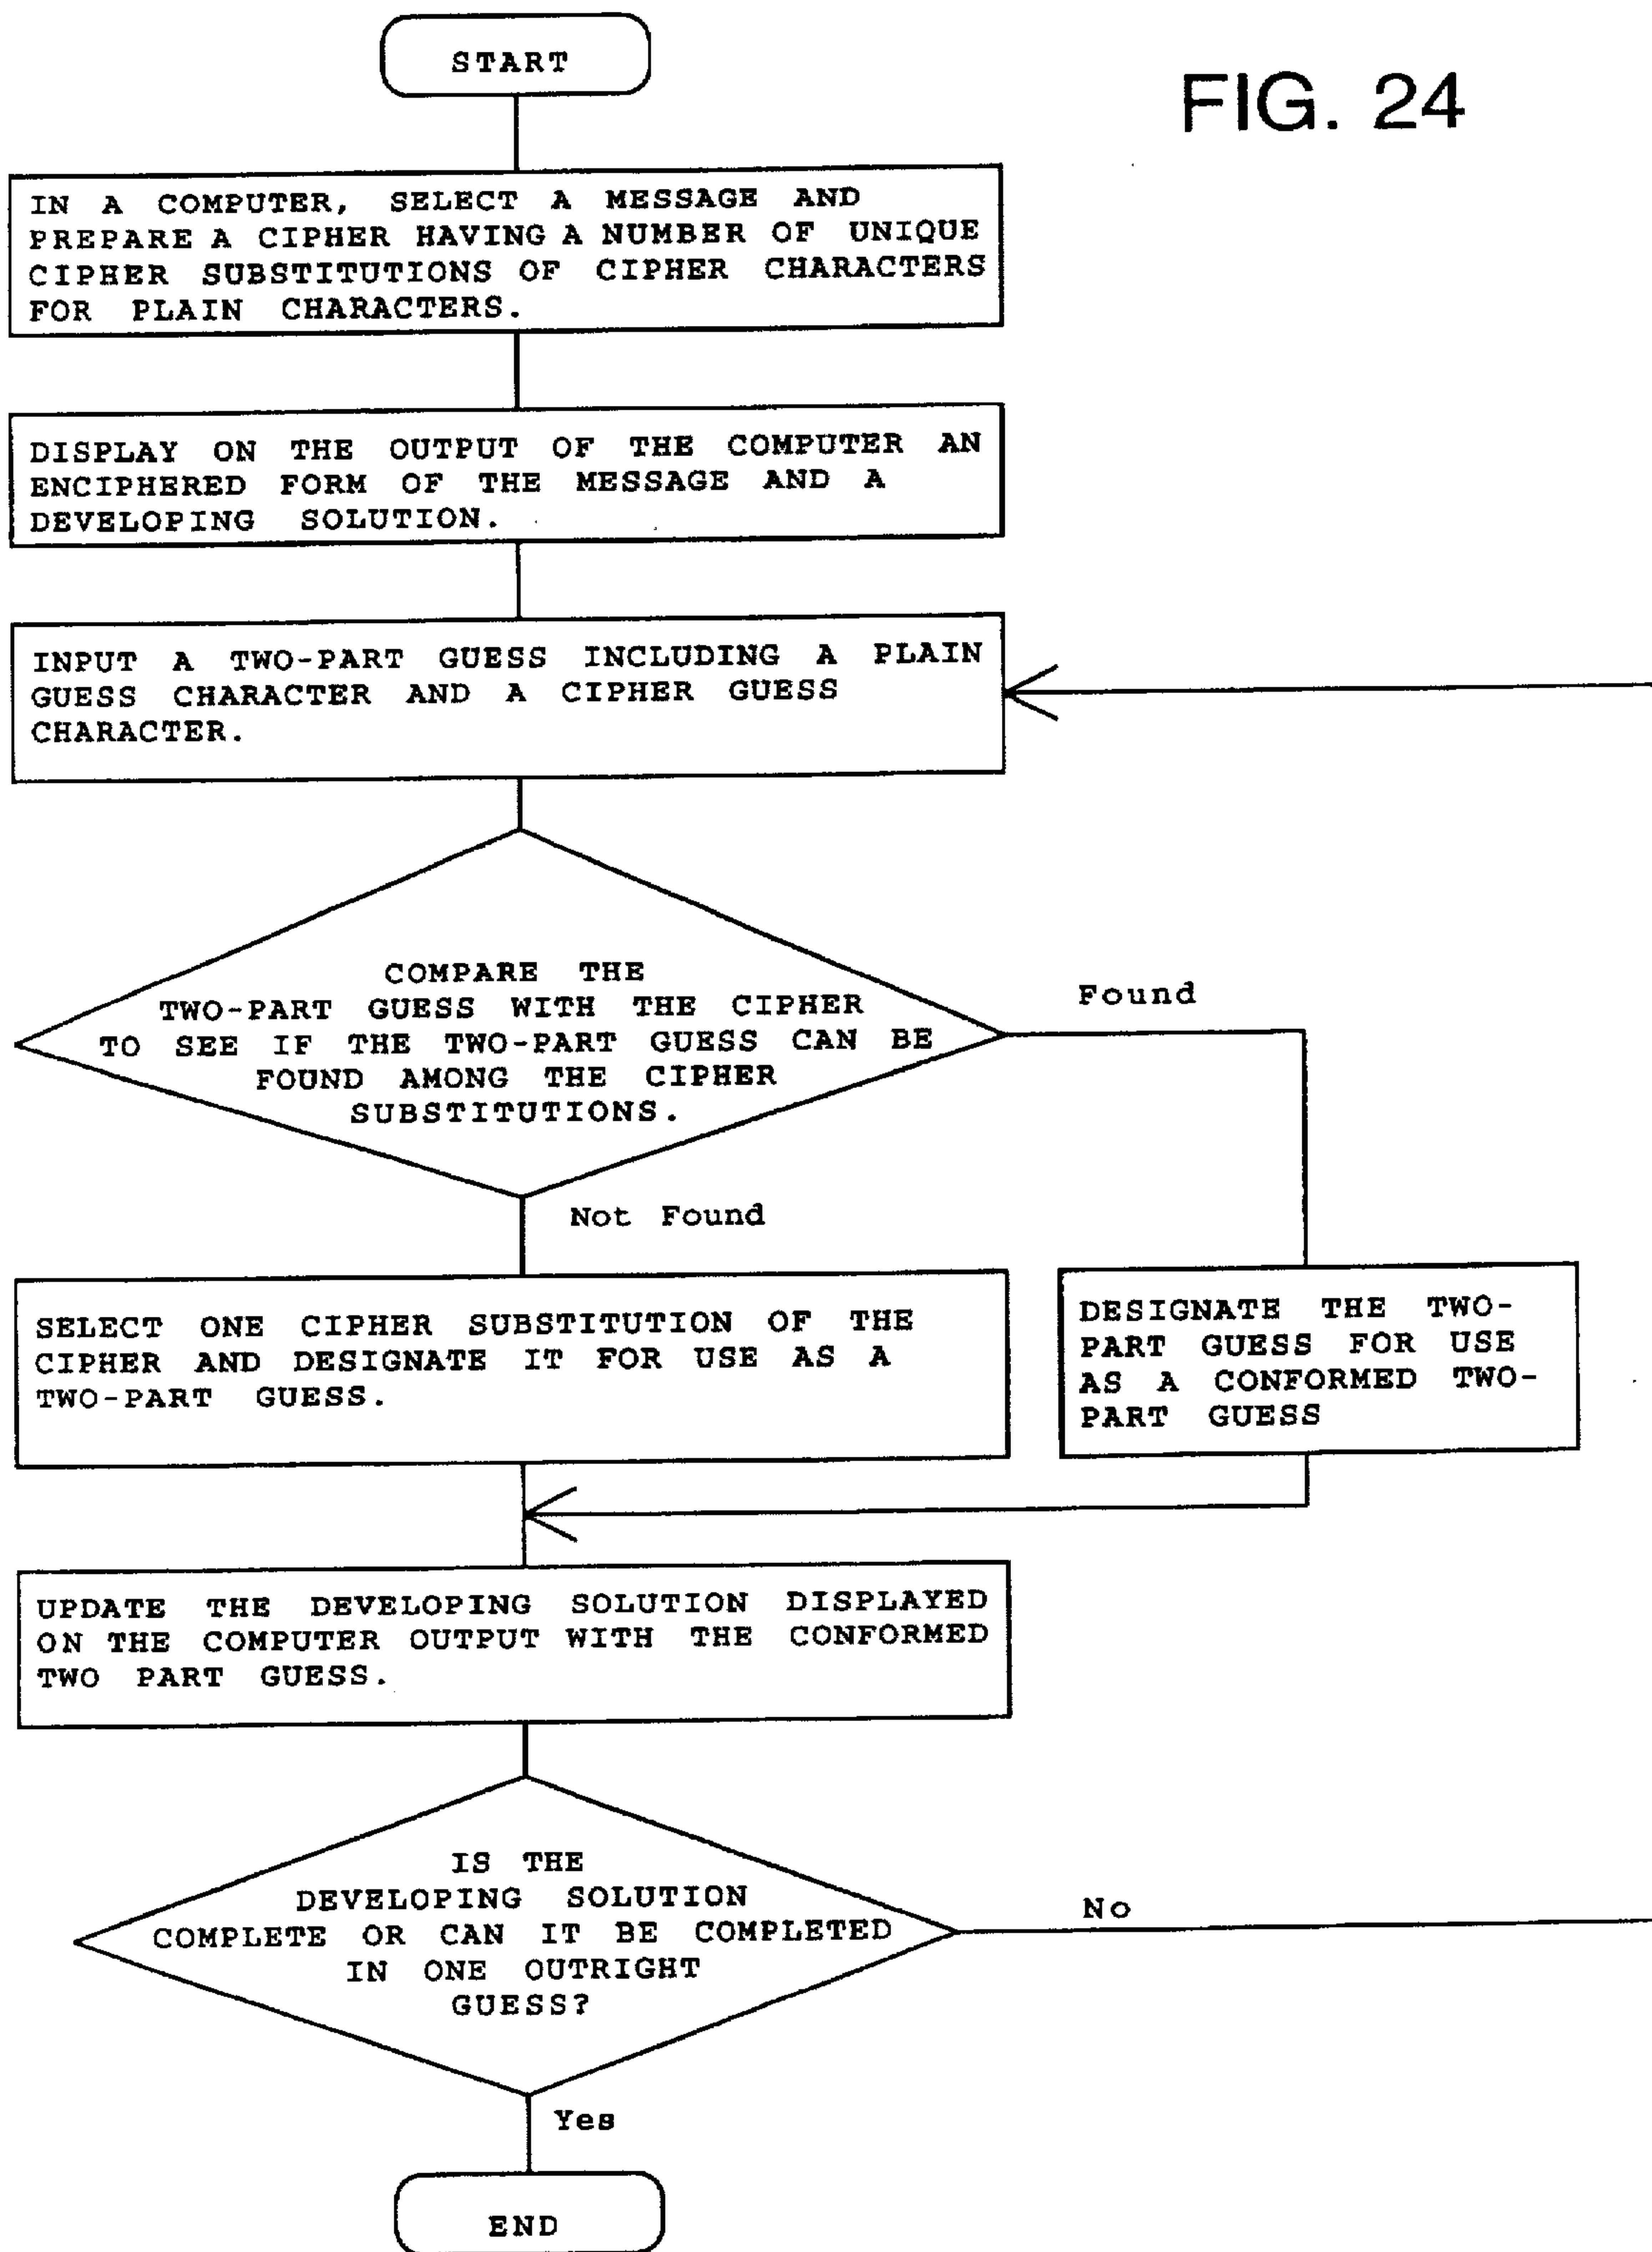 START
FIG. 24
IN A COMPUTER, SELECT A MESSAGE AND
PREPARE A CIPHER HAVING A NUMBER OF UNIQUE
CIPHER SUBSTITUTIONS OF CIPHER CHARACTERS
FOR PLAIN CHARACTERS.
DISPLAY ON THE OUTPUT OF THE COMPUTER AN
ENCIPHERED FORM OF THE MESSAGE AND A
DEVELOPING SOLUTION.
INPUT A TWO-PART GUESS INCLUDING A PLAIN
GUESS CHARACTER AND A CIPHER GUESS
CHARACTER.
COMPARE THE
TWO-PART GUESS WITH THE CIPHER
TO SEE IF THE TWO-PART GUESS CAN BE
FOUND AMONG THE CIPHER
SUBSTITUTIONS.
Found
Not Found
SELECT ONE CIPHER SUBSTITUTION OF THE
CIPHER AND DESIGNATE IT FOR USE AS A
TWO-PART GUESS.
DESIGNATE THE TWO-
PART GUESS FOR USE
AS A CONFORMED TWO-
PART GUESS
UPDATE THE DEVELOPING SOLUTION DISPLAYED
ON THE COMPUTER OUTPUT WITH THE CONFORMED
TWO PART GUESS.
IS THE
DEVELOPING SOLUTION
COMPLETE OR CAN IT BE COMPLETED
IN ONE OUTRIGHT
GUESS?
No
Yes
END